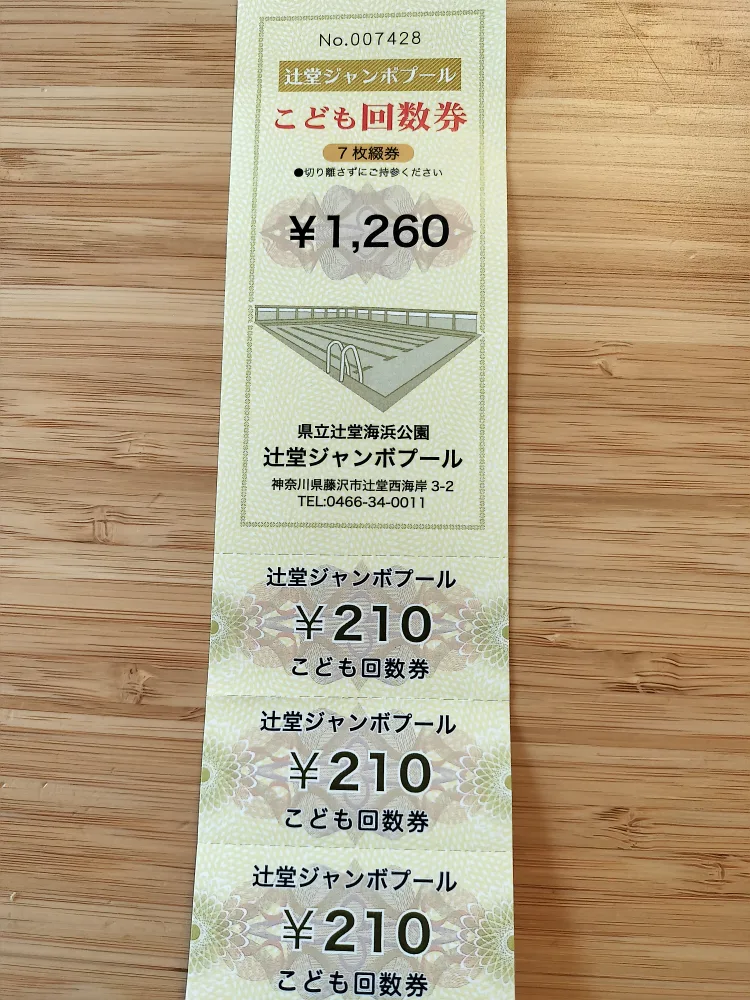 No.007428
辻堂ジャンボプール
こども回数券
7枚綴券
●切り離さずにご持参ください
¥1,260
県立辻堂海浜公園
辻堂ジャンボプール
神奈川県藤沢市辻堂西海岸3-2
TEL:0466-34-0011
辻堂ジャンボプール
¥210
こども回数券
辻堂ジャンボプール
¥210
こども回数券
辻堂ジャンボプール
¥210
こども回数券